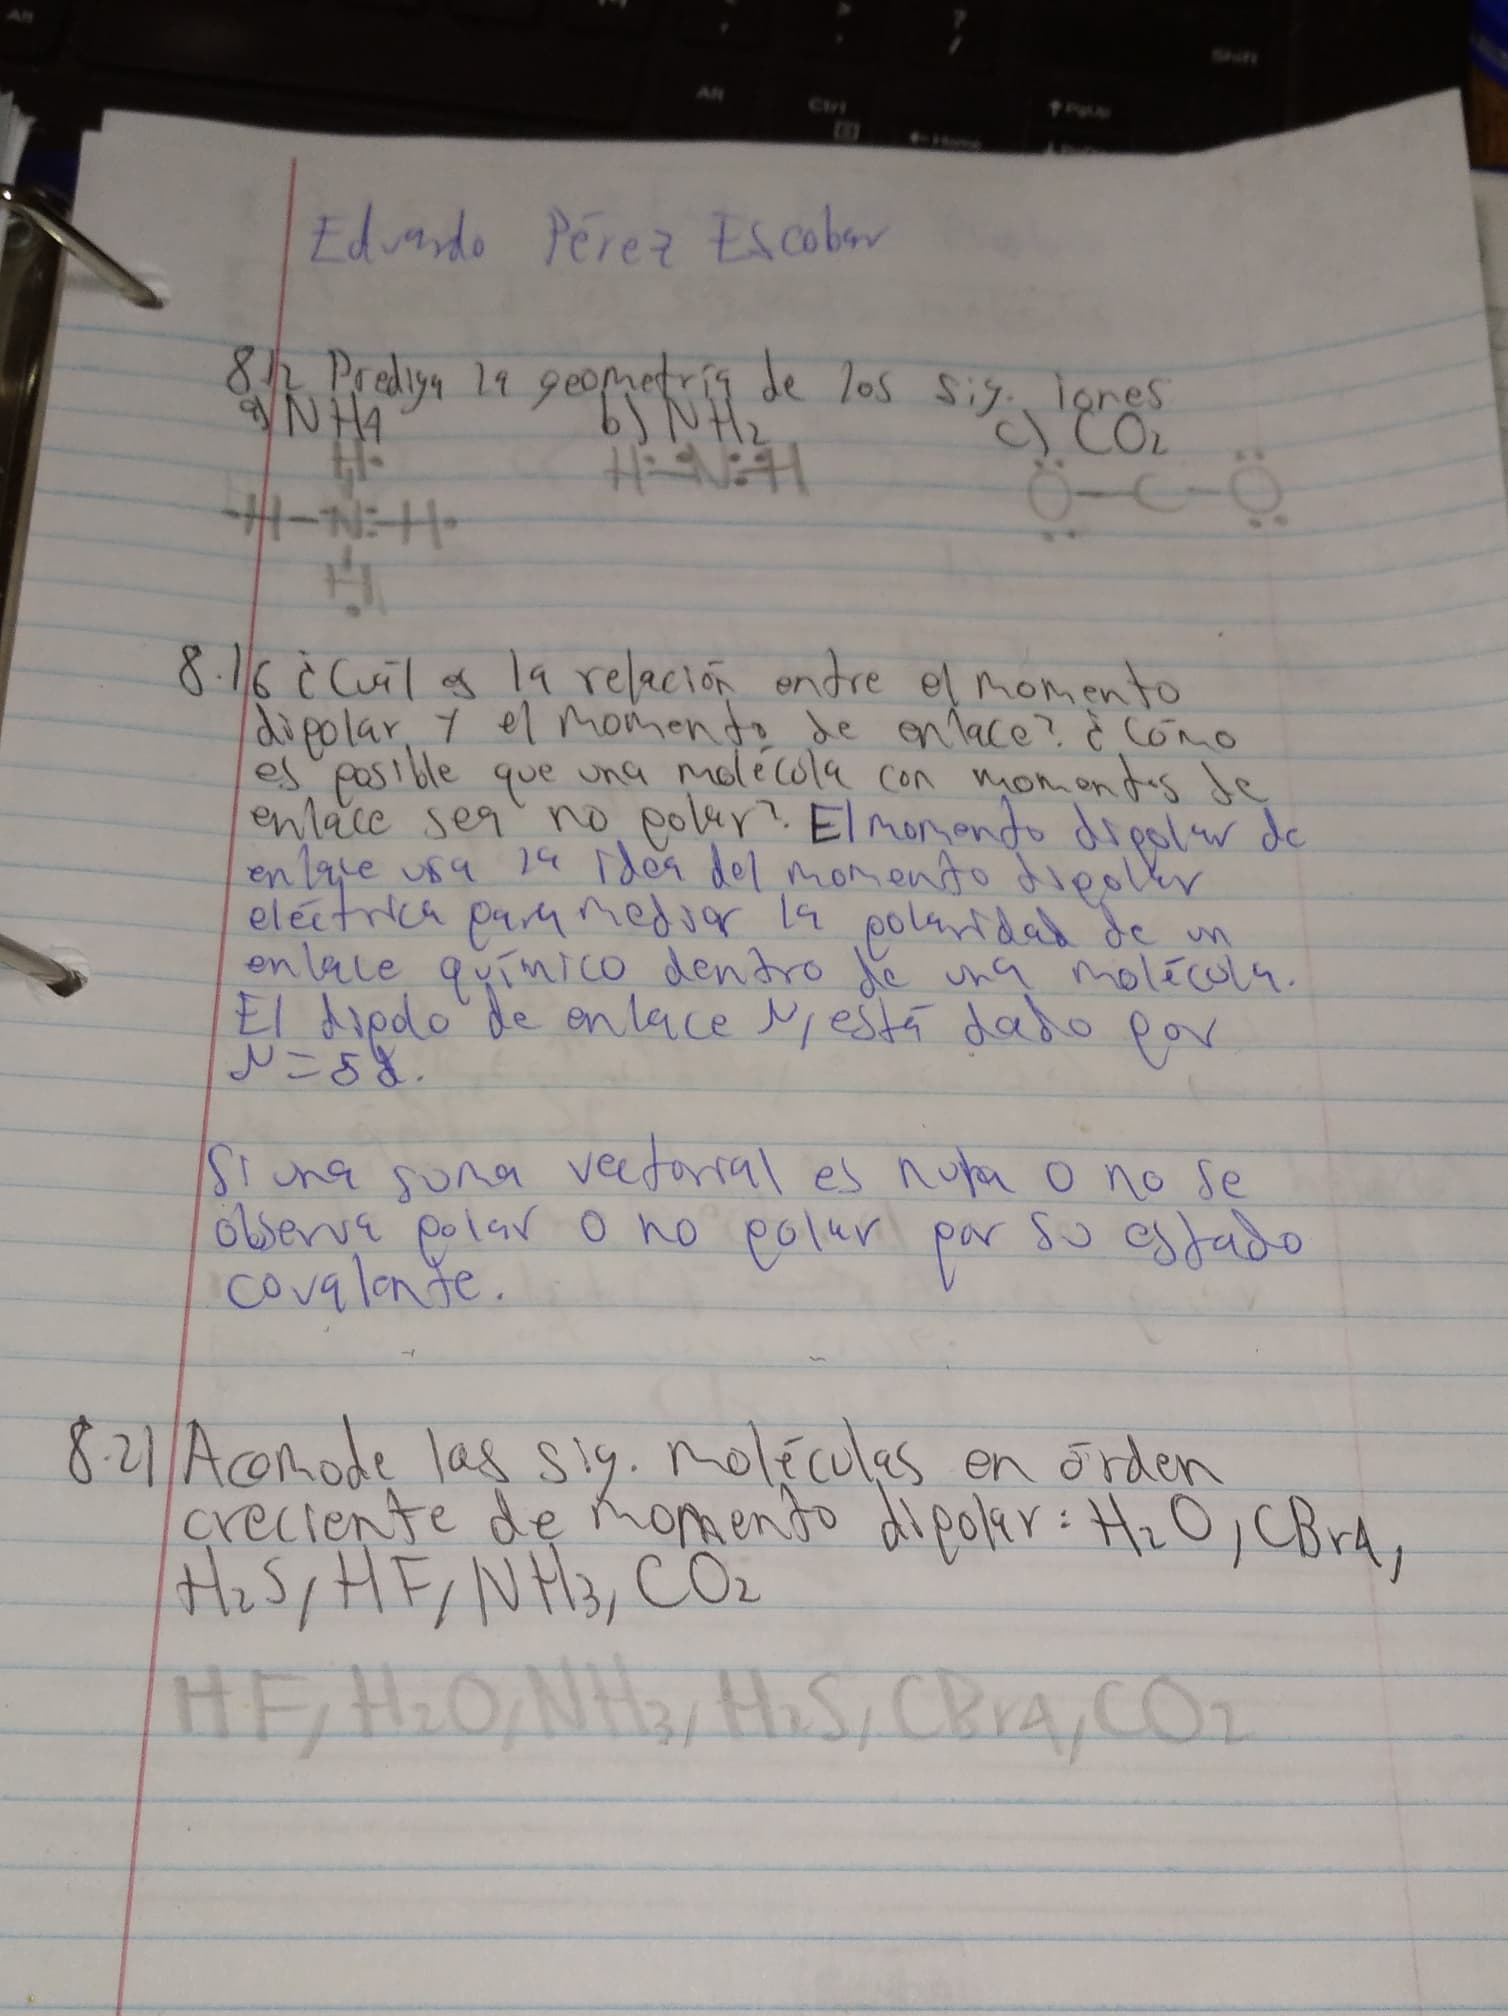 Eduardo Pérez Escobar
8.12 Prediga la geometría de los sig. iones
a) NH4 b) NH2 c) CO2
H·
H:-N:-H
Ö-C-Ö
·H-N:-H·
H
8.16 ¿Cuál es la relación entre el momento
dipolar y el momento de enlace? ¿Cómo
es posible que una molécula con momentos de
enlace sea no polar? El momento dipolar de
enlace usa la idea del momento dipolar
eléctrica para medir la polaridad de un
enlace químico dentro de una molécula.
El dipolo de enlace μ, está dado por
μ=δd.
Si una suma vectorial es nula o no se
observa polar o no polar por su estado
covalente.
8.21 Acomode las sig. moléculas en órden
creciente de momento dipolar: H2O, CBr4,
H2S, HF, NH3, CO2
HF, H2O, NH3, H2S, CBr4, CO2